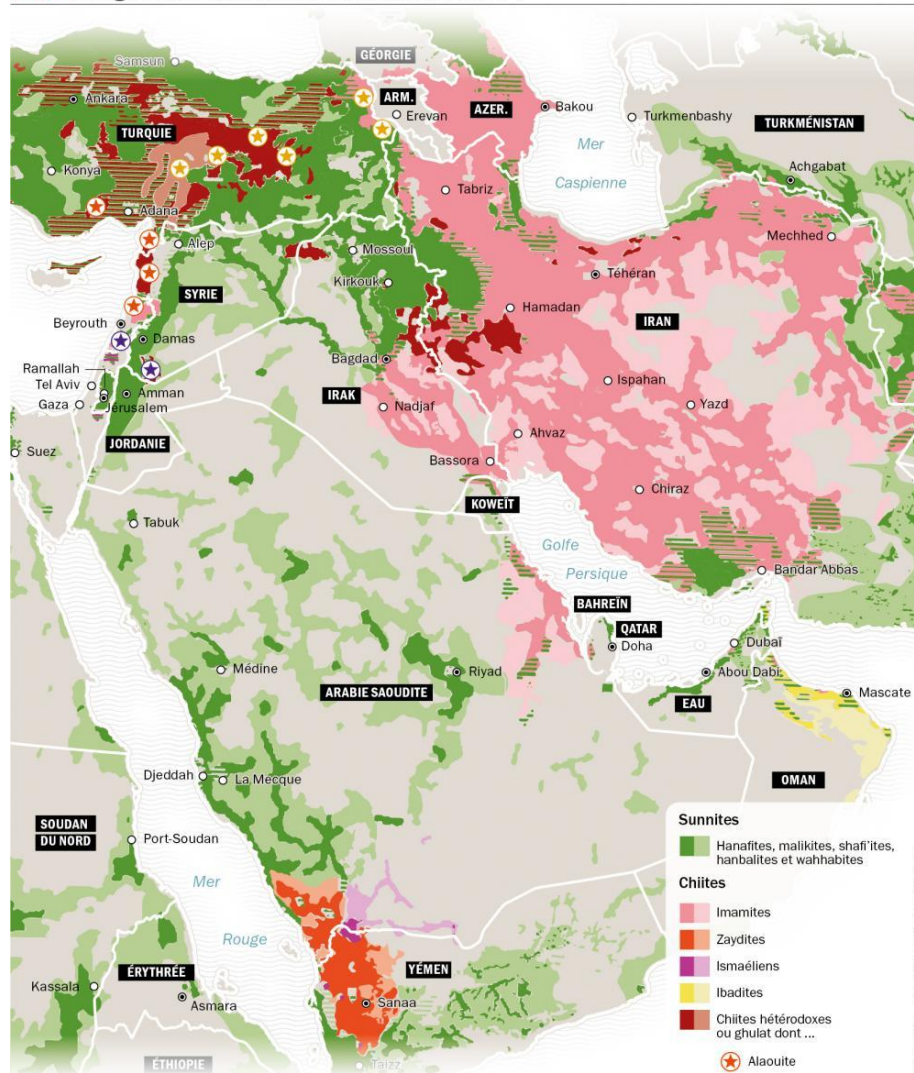 Samsun
GÉORGIE
Ankara
ARM.
Erevan
AZER.
Bakou
Turkmenbashy
TURQUIE
Mer
Caspienne
TURKMÉNISTAN
Konya
Tabriz
Achgabat
Adana
Alep
Mossoul
Mechhed
Kirkouk
Téhéran
SYRIE
Hamadan
IRAN
Beyrouth
Damas
Ramallah
Bagdad
Ispahan
Tel Aviv
Amman
IRAK
Nadjaf
Yazd
Gaza
Jérusalem
Ahvaz
JORDANIE
Suez
Bassora
Chiraz
KOWEÏT
Tabuk
Golfe
Persique
Bandar Abbas
BAHREÏN
QATAR
Dubaï
Doha
Médine
Riyad
Abou Dabi
ARABIE SAOUDITE
EAU
Mascate
Djeddah
La Mecque
OMAN
SOUDAN
DU NORD
Port-Soudan
Mer
Rouge
ÉRYTHRÉE
YÉMEN
Kassala
Asmara
Sanaa
ÉTHIOPIE
Taizz
Sunnites
Hanafites, malikites, shafi'ites,
hanbalites et wahhabites
Chiites
Imamites
Zaydites
Ismaéliens
Ibadites
Chiites hétérodoxes
ou ghulat dont ...
Alaouite